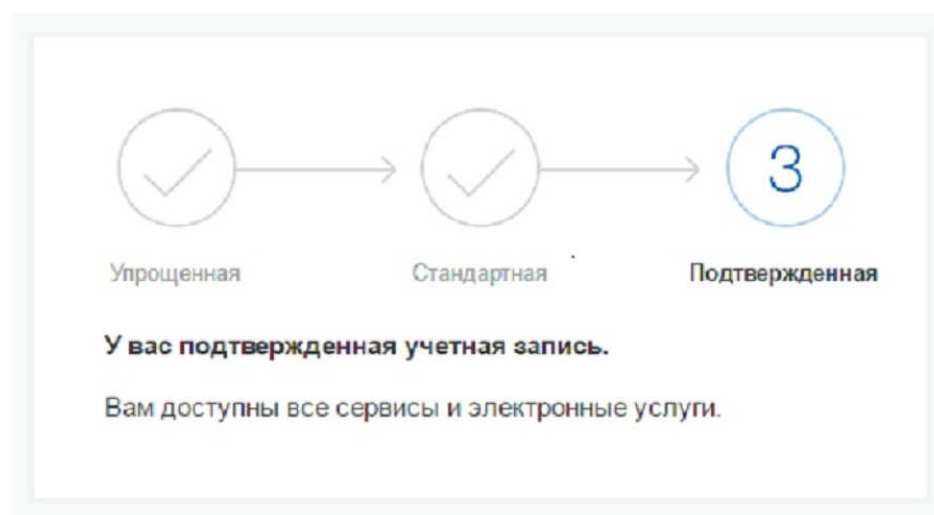 3
Упрощенная Стандартная Подтвержденная
У вас подтвержденная учетная запись.
Вам доступны все сервисы и электронные услуги.